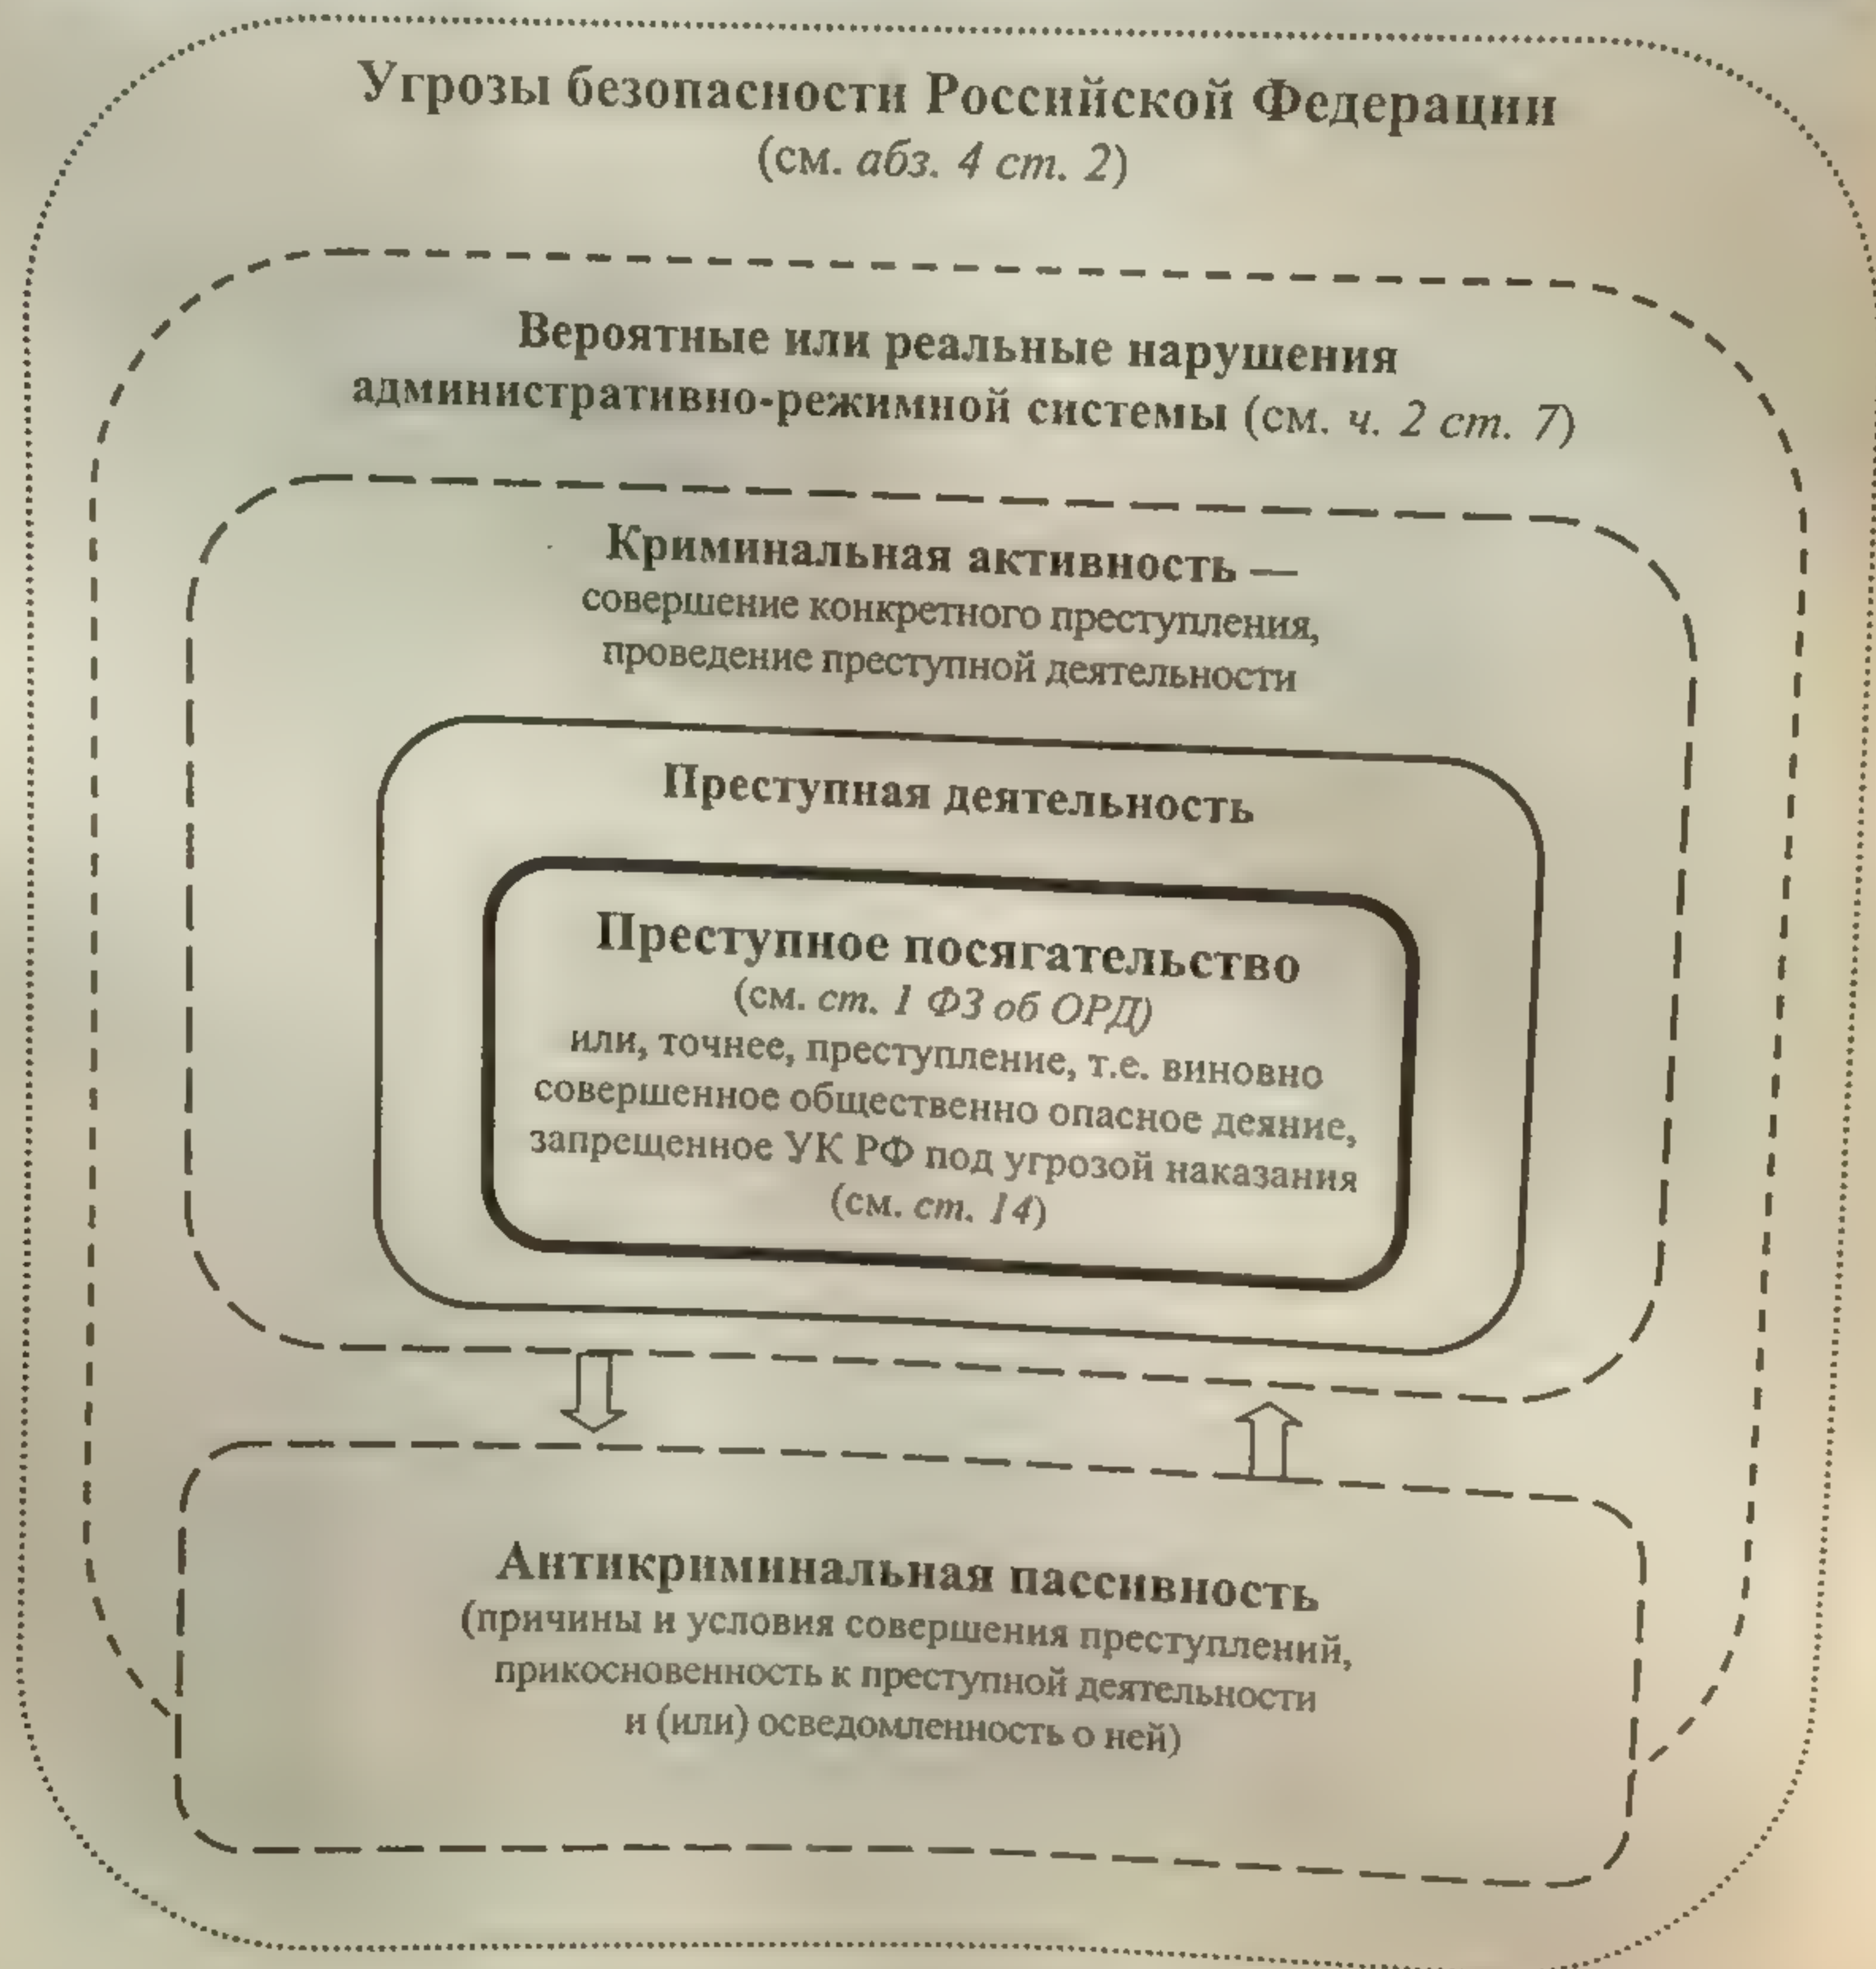 Угрозы безопасности Российской Федерации
(см. абз. 4 ст. 2)
Вероятные или реальные нарушения
административно-режимной системы (см. ч. 2 ст. 7)
Криминальная активность —
совершение конкретного преступления,
проведение преступной деятельности
Преступная деятельность
Преступное посягательство
(см. ст. 1 ФЗ об ОРД)
или, точнее, преступление, т.е. виновно
совершенное общественно опасное деяние,
запрещенное УК РФ под угрозой наказания
(см. ст. 14)
Антикриминальная пассивность
(причины и условия совершения преступлений,
прикосновенность к преступной деятельности
и (или) осведомленность о ней)